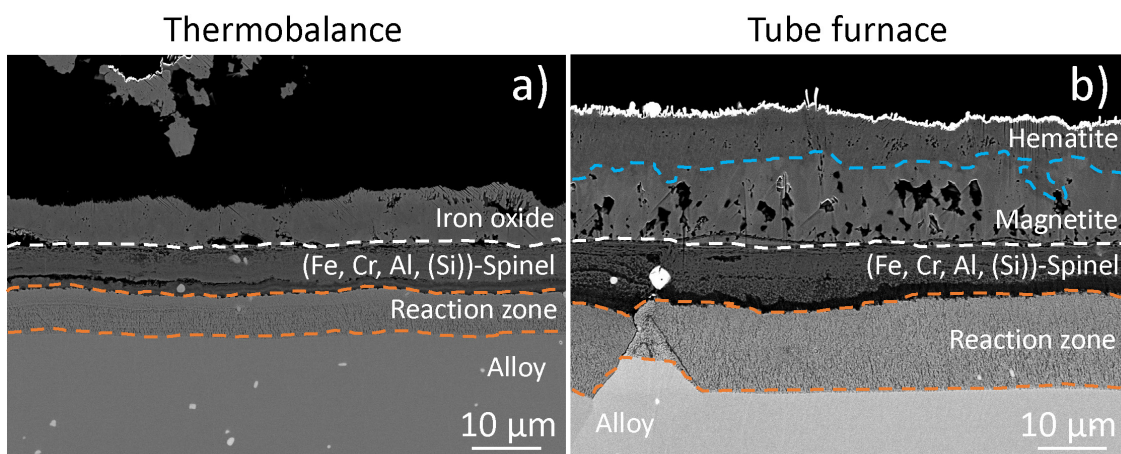 Thermobalance
Tube furnace
a)
Iron oxide
(Fe, Cr, Al, (Si))-Spinel
Reaction zone
Alloy
10 µm
b)
Hematite
Magnetite
(Fe, Cr, Al, (Si))-Spinel
Reaction zone
Alloy
10 µm